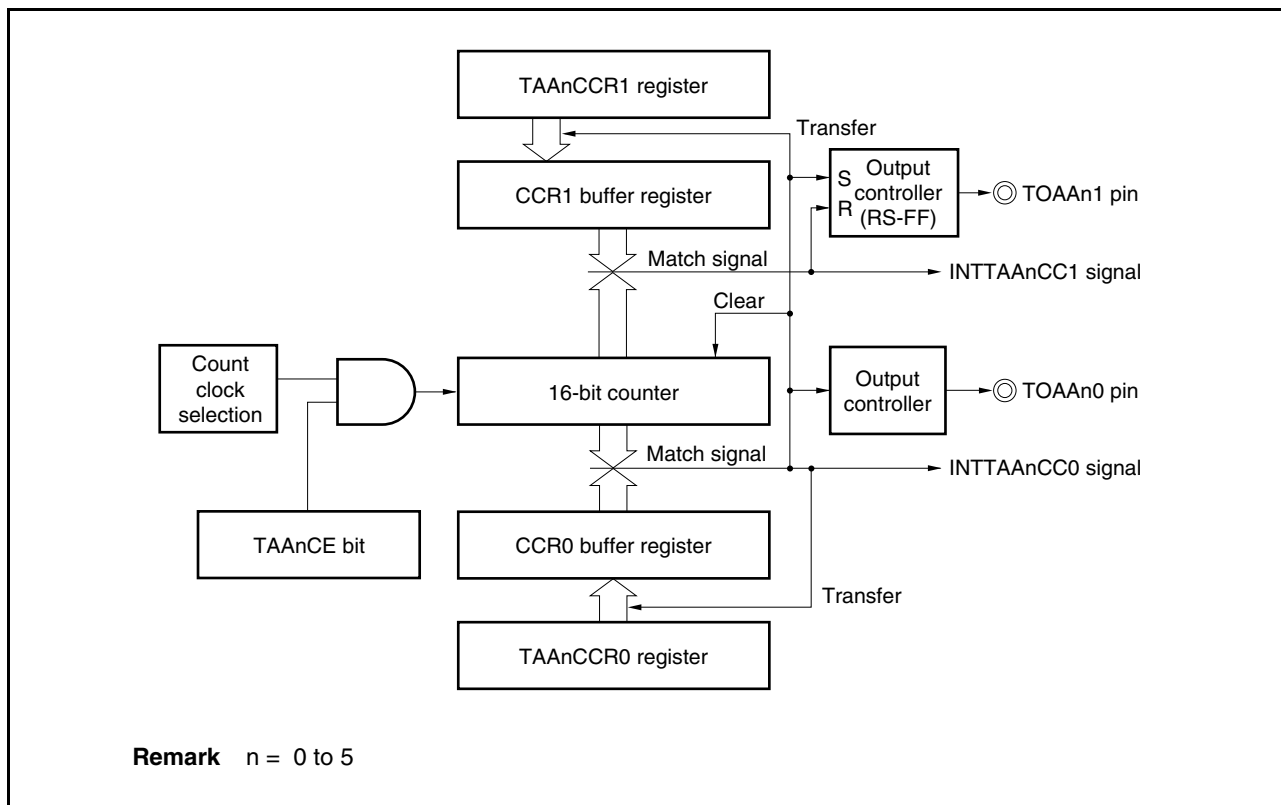 TAAnCCR1 register
Transfer
CCR1 buffer register
S
R
Output
controller
(RS-FF)
TOAAn1 pin
Match signal
INTTAAnCC1 signal
Clear
Count
clock
selection
16-bit counter
Output
controller
TOAAn0 pin
Match signal
INTTAAnCC0 signal
TAAnCE bit
CCR0 buffer register
Transfer
TAAnCCR0 register
Remark n = 0 to 5